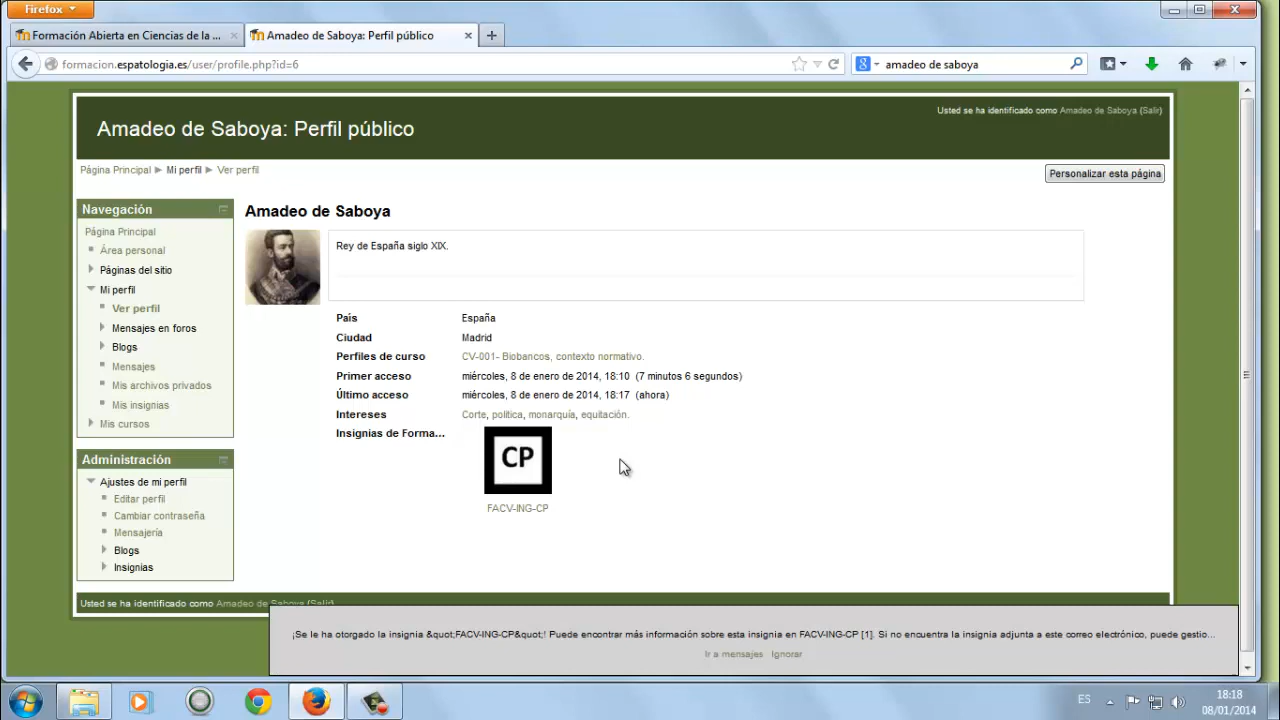 Firefox
Formación Abierta en Ciencias de la ...
Amadeo de Saboya: Perfil público
formacion.espatologia.es/user/profile.php?id=6
amadeo de saboya
Usted se ha identificado como Amadeo de Saboya (Salir)
Amadeo de Saboya: Perfil público
Página Principal ► Mi perfil ► Ver perfil
Personalizar esta página
Navegación
Página Principal
Área personal
Páginas del sitio
Mi perfil
Ver perfil
Mensajes en foros
Blogs
Mensajes
Mis archivos privados
Mis insignias
Mis cursos
Administración
Ajustes de mi perfil
Editar perfil
Cambiar contraseña
Mensajería
Blogs
Insignias
Amadeo de Saboya
Rey de España siglo XIX.
País España
Ciudad Madrid
Perfiles de curso CV-001- Biobancos, contexto normativo.
Primer acceso miércoles, 8 de enero de 2014, 18:10 (7 minutos 6 segundos)
Último acceso miércoles, 8 de enero de 2014, 18:17 (ahora)
Intereses Corte, política, monarquía, equitación.
Insignias de Forma...
CP
FACV-ING-CP
Usted se ha identificado como Amadeo de Saboya (Salir)
¡Se le ha otorgado la insignia &quot;FACV-ING-CP&quot;! Puede encontrar más información sobre esta insignia en FACV-ING-CP [1]. Si no encuentra la insignia adjunta a este correo electrónico, puede gestio...
Ir a mensajes Ignorar
ES
18:18
08/01/2014